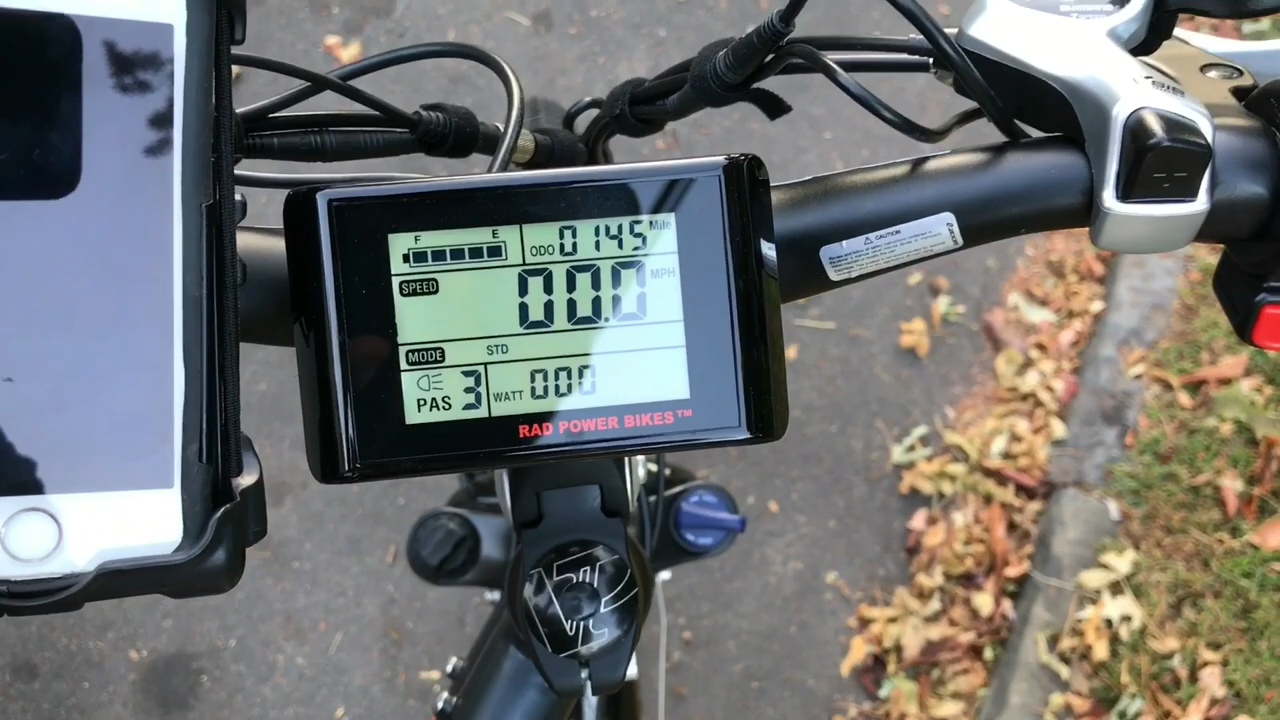 F E
ODO 0145 Mile
SPEED 00.0 MPH
MODE STD
PAS 3 WATT 000
RAD POWER BIKES™
CAUTION